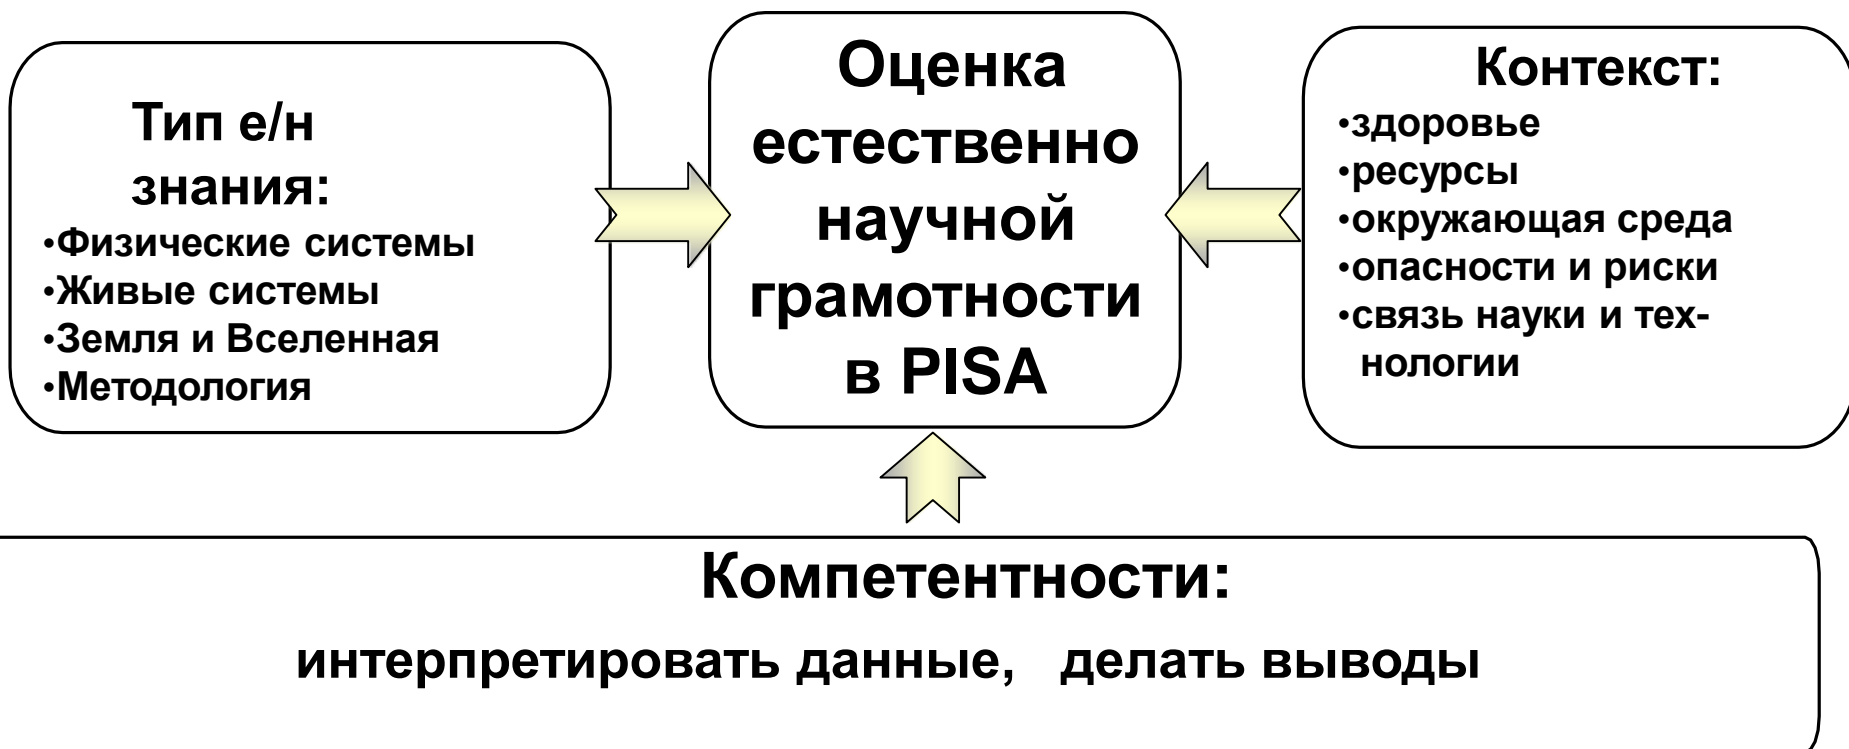 Тип е/н
знания:
•Физические системы
•Живые системы
•Земля и Вселенная
•Методология
Оценка
естественно
научной
грамотности
в PISA
Контекст:
•здоровье
•ресурсы
•окружающая среда
•опасности и риски
•связь науки и тех-
нологии
Компетентности:
интерпретировать данные, делать выводы